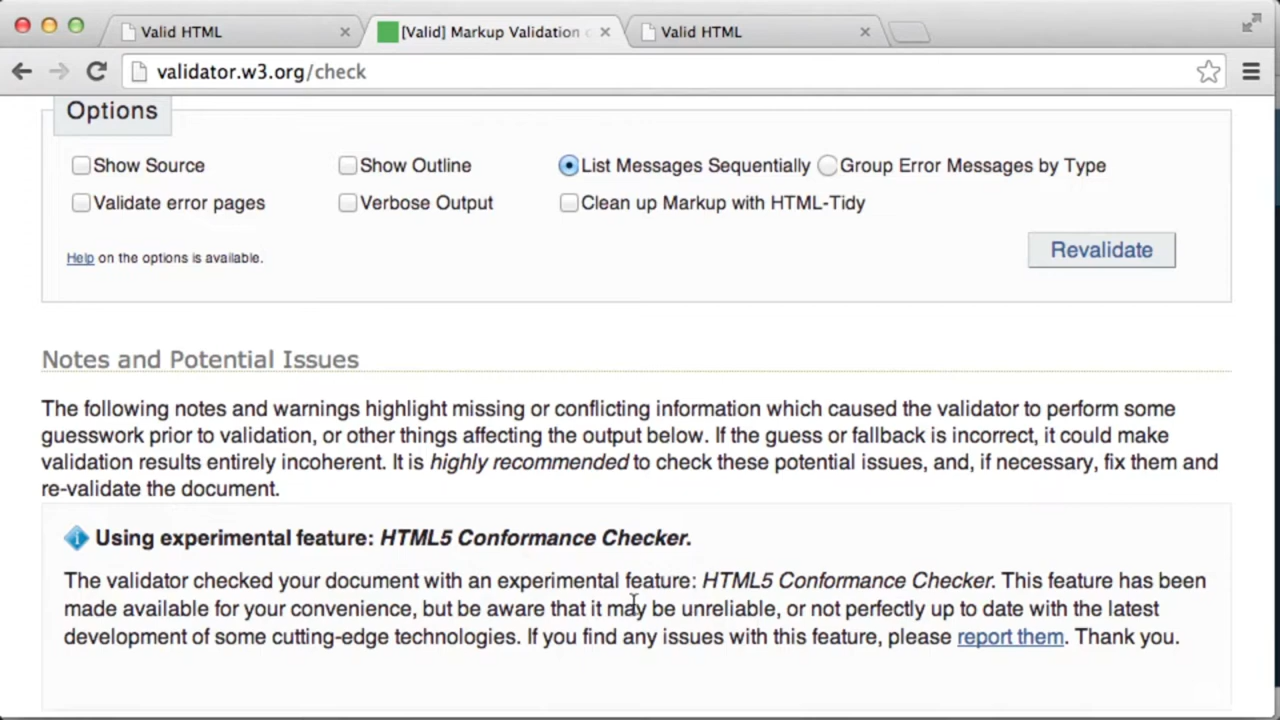 Valid HTML
[Valid] Markup Validation
Valid HTML
validator.w3.org/check
Options
Show Source
Show Outline
List Messages Sequentially
Group Error Messages by Type
Validate error pages
Verbose Output
Clean up Markup with HTML-Tidy
Help on the options is available.
Revalidate
Notes and Potential Issues
The following notes and warnings highlight missing or conflicting information which caused the validator to perform some
guesswork prior to validation, or other things affecting the output below. If the guess or fallback is incorrect, it could make
validation results entirely incoherent. It is highly recommended to check these potential issues, and, if necessary, fix them and
re-validate the document.
Using experimental feature: HTML5 Conformance Checker.
The validator checked your document with an experimental feature: HTML5 Conformance Checker. This feature has been
made available for your convenience, but be aware that it may be unreliable, or not perfectly up to date with the latest
development of some cutting-edge technologies. If you find any issues with this feature, please report them. Thank you.